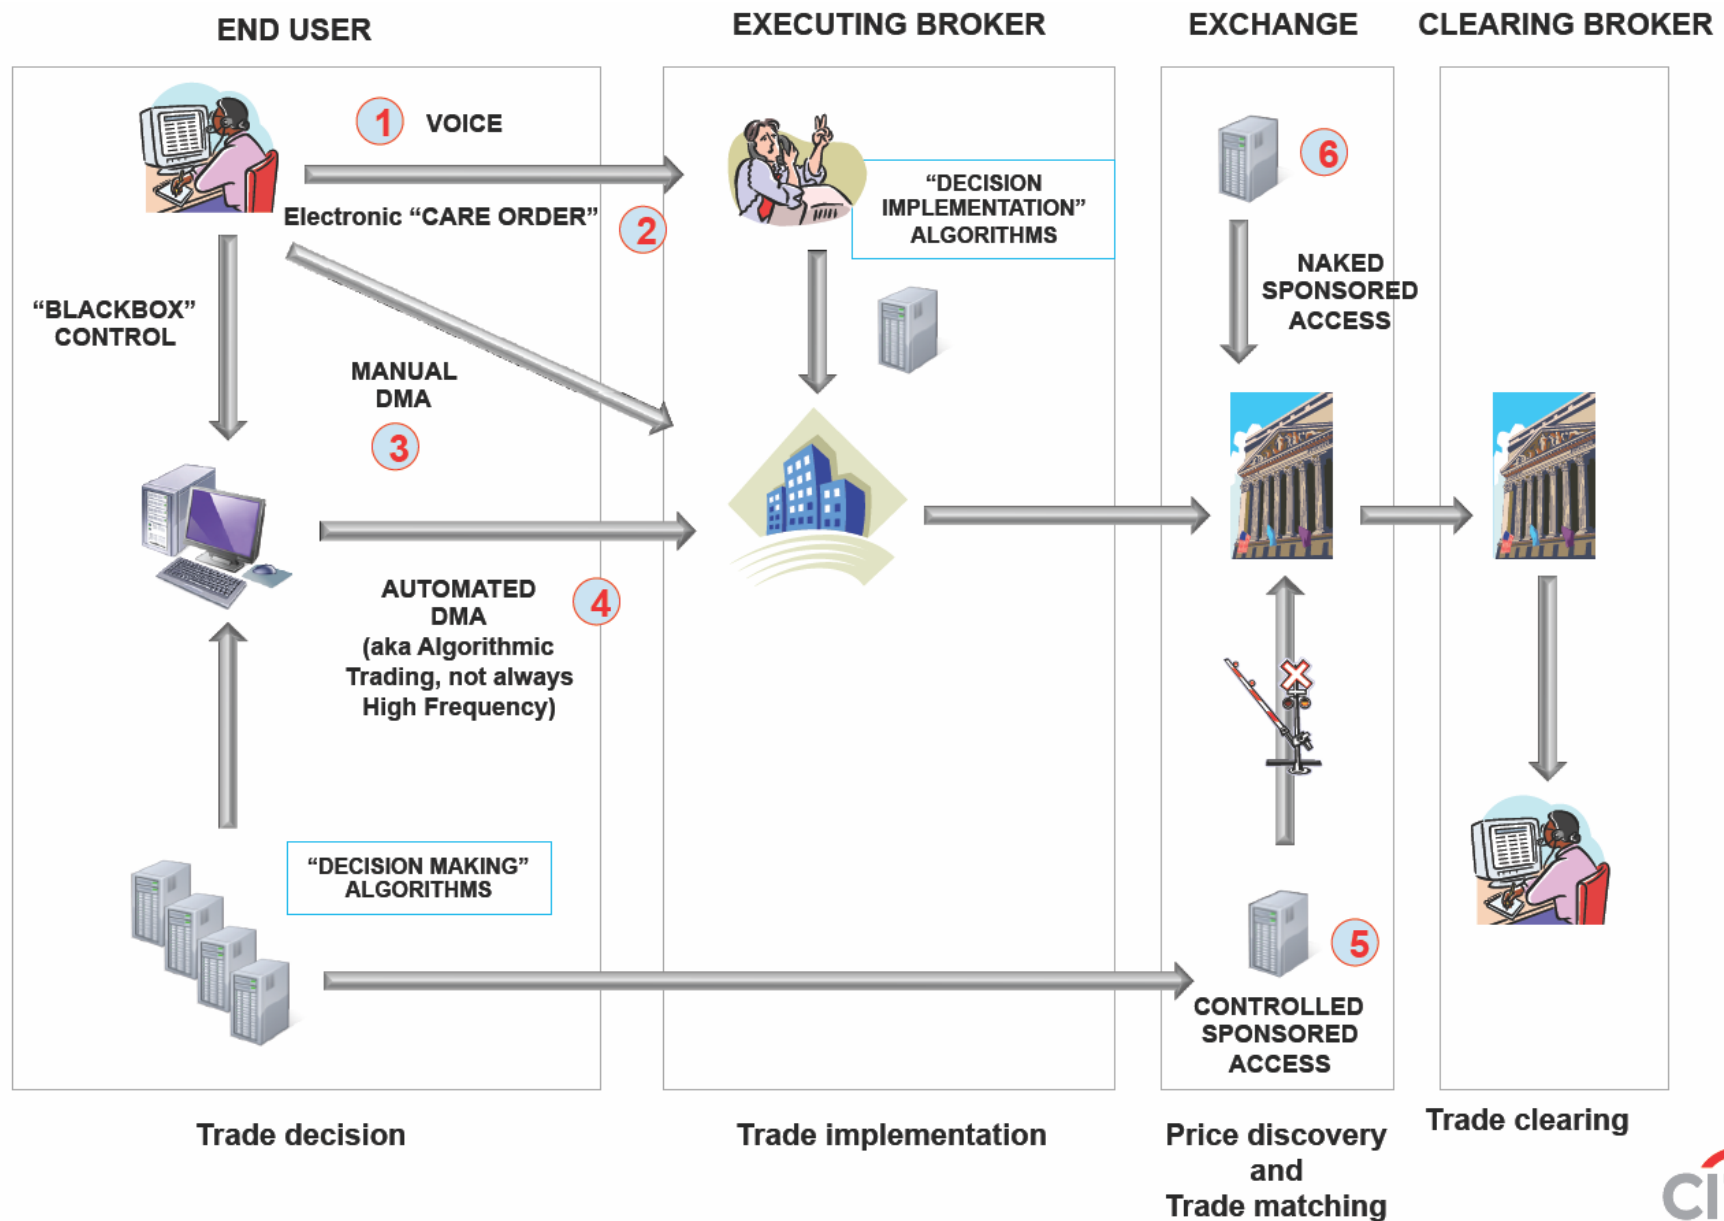 END USER
EXECUTING BROKER
EXCHANGE
CLEARING BROKER
1
VOICE
Electronic “CARE ORDER”
2
“BLACKBOX”
CONTROL
MANUAL
DMA
3
AUTOMATED
DMA
(aka Algorithmic
Trading, not always
High Frequency)
4
“DECISION MAKING”
ALGORITHMS
“DECISION
IMPLEMENTATION”
ALGORITHMS
6
NAKED
SPONSORED
ACCESS
5
CONTROLLED
SPONSORED
ACCESS
Trade decision
Trade implementation
Price discovery
and
Trade matching
Trade clearing